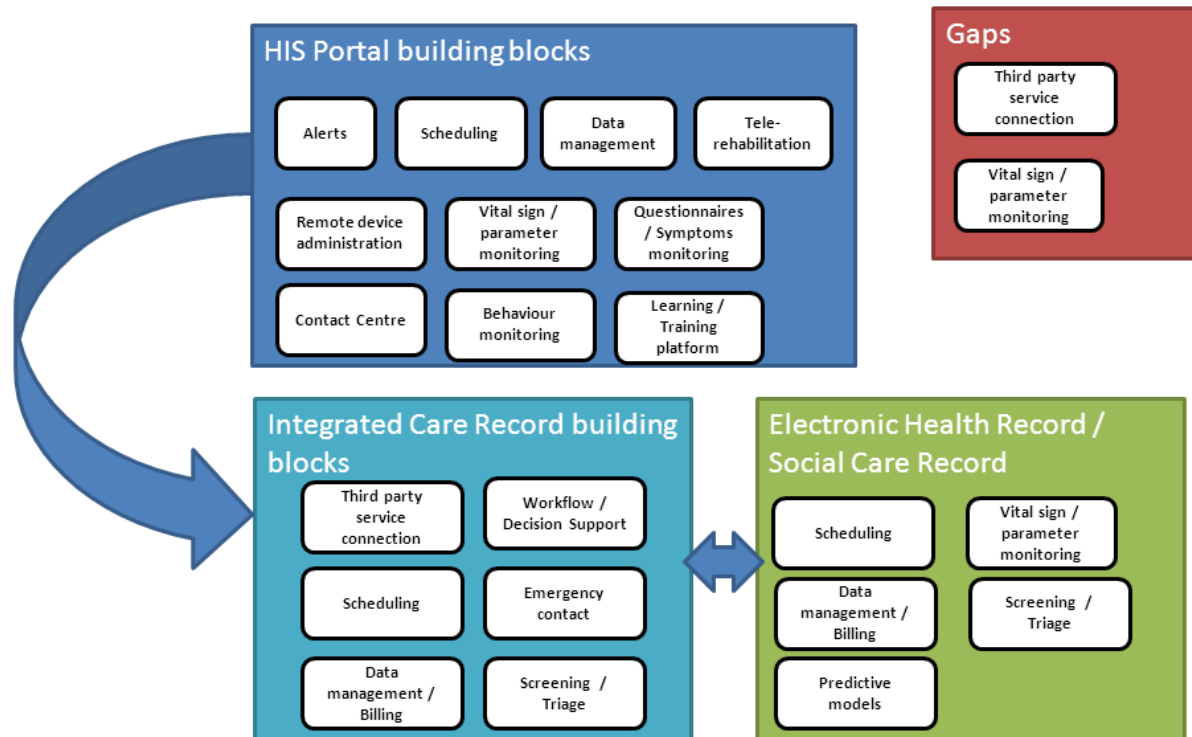 HIS Portal building blocks
Alerts
Scheduling
Data
management
Tele-
rehabilitation
Remote device
administration
Vital sign /
parameter
monitoring
Questionnaires
/ Symptoms
monitoring
Contact Centre
Behaviour
monitoring
Learning /
Training
platform
Gaps
Third party
service
connection
Vital sign /
parameter
monitoring
Integrated Care Record building
blocks
Third party
service
connection
Workflow /
Decision Support
Scheduling
Emergency
contact
Data
management /
Billing
Screening /
Triage
Electronic Health Record /
Social Care Record
Scheduling
Vital sign /
parameter
monitoring
Data
management /
Billing
Screening /
Triage
Predictive
models